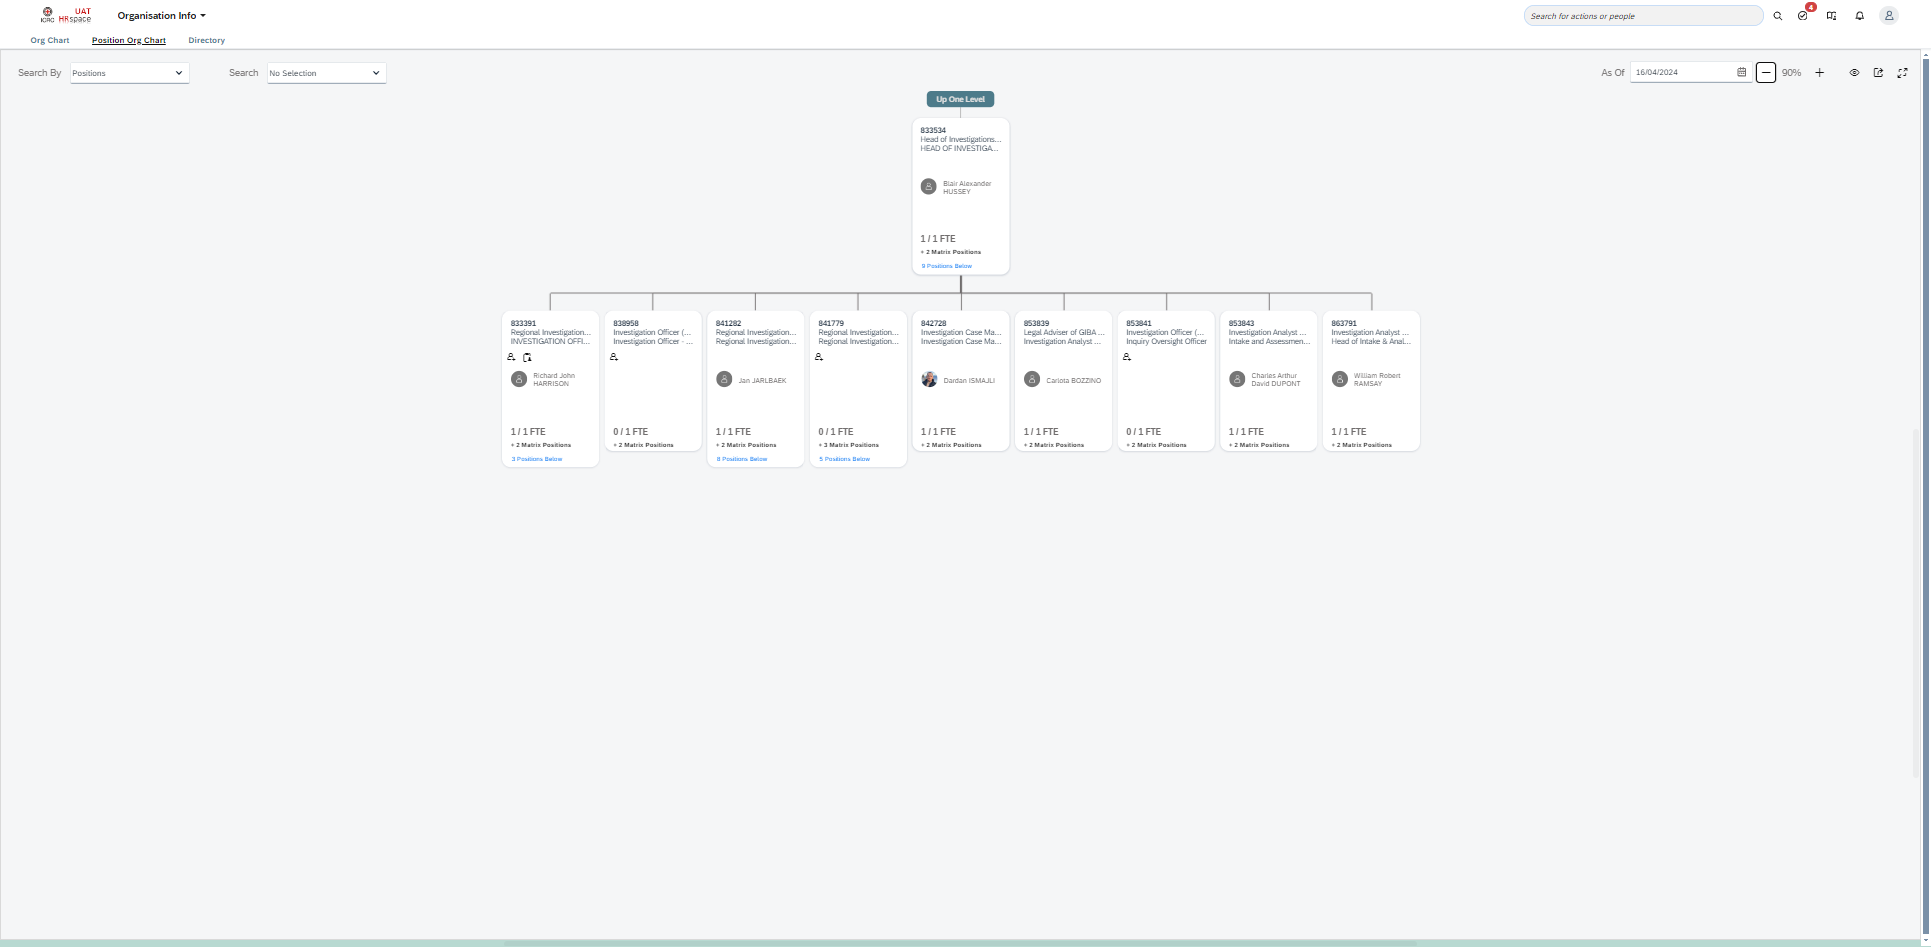 ICRC
UAT
HRspace
Organisation Info
Search for actions or people
4
Org Chart
Position Org Chart
Directory
Search By
Positions
Search
No Selection
As Of
16/04/2024
90%
Up One Level
833534
Head of Investigations...
HEAD OF INVESTIGA...
Blair Alexander
HUSSEY
1 / 1 FTE
+ 2 Matrix Positions
9 Positions Below
833391
Regional Investigation...
INVESTIGATION OFFI...
Richard John
HARRISON
1 / 1 FTE
+ 2 Matrix Positions
3 Positions Below
838958
Investigation Officer (...
Investigation Officer - ...
0 / 1 FTE
+ 2 Matrix Positions
841282
Regional Investigation...
Regional Investigation...
Jan JARLBAEK
1 / 1 FTE
+ 2 Matrix Positions
8 Positions Below
841779
Regional Investigation...
Regional Investigation...
0 / 1 FTE
+ 3 Matrix Positions
5 Positions Below
842728
Investigation Case Ma...
Investigation Case Ma...
Dardan ISMAJLI
1 / 1 FTE
+ 2 Matrix Positions
853839
Legal Adviser of GIBA ...
Investigation Analyst ...
Carlota BOZZINO
1 / 1 FTE
+ 2 Matrix Positions
853841
Investigation Officer (...
Inquiry Oversight Officer
0 / 1 FTE
+ 2 Matrix Positions
853843
Investigation Analyst ...
Intake and Assessmen...
Charles Arthur
David DUPONT
1 / 1 FTE
+ 2 Matrix Positions
863791
Investigation Analyst ...
Head of Intake & Anal...
William Robert
RAMSAY
1 / 1 FTE
+ 2 Matrix Positions